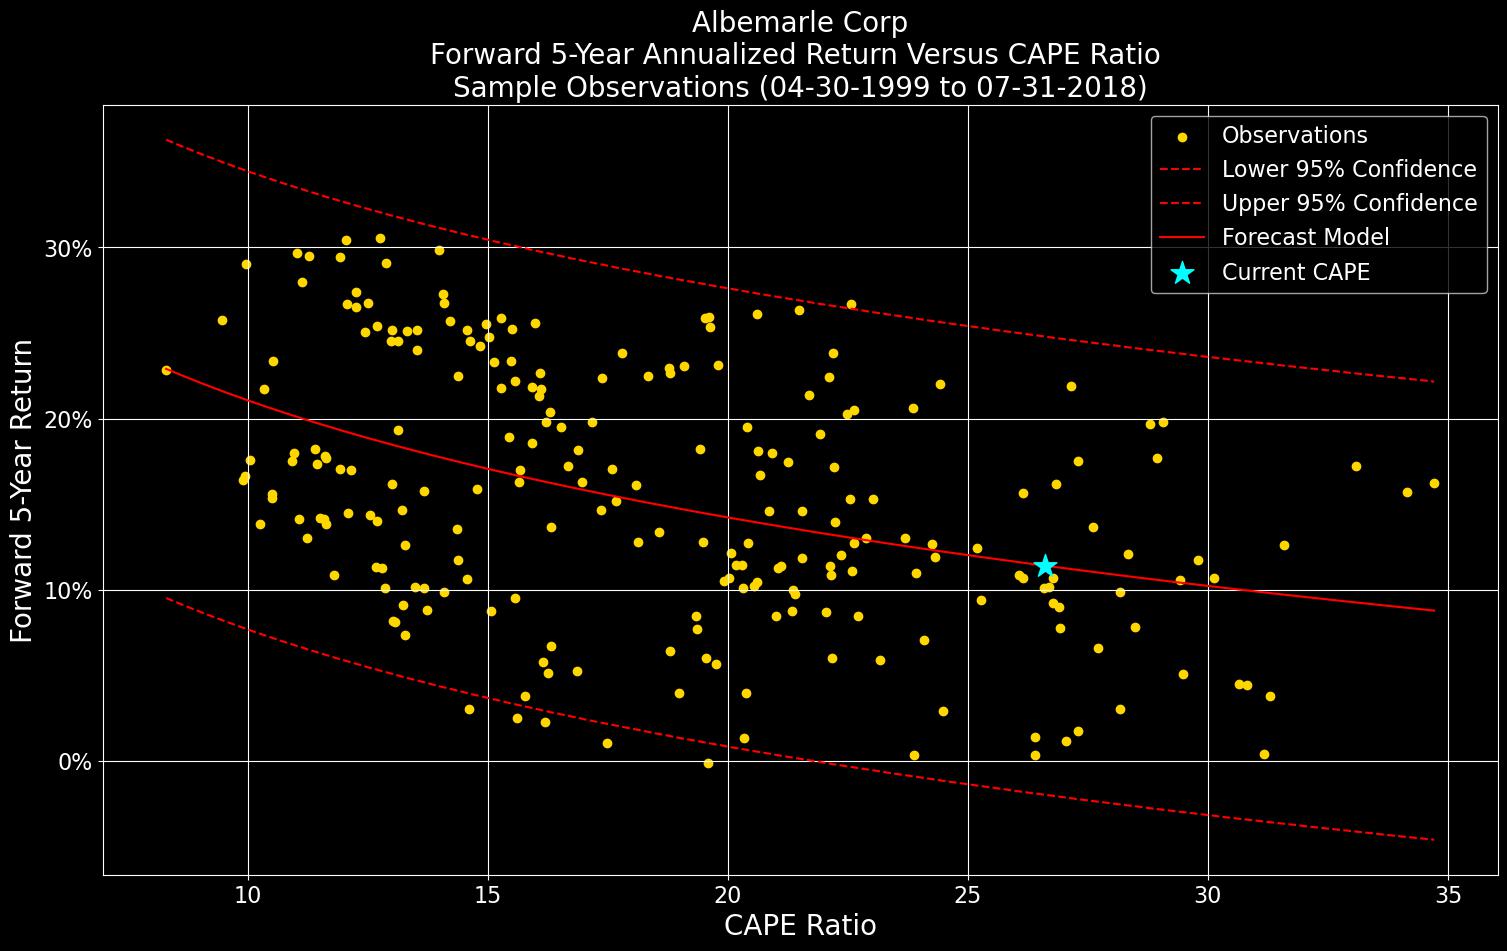 Albemarle Corp
Forward 5-Year Annualized Return Versus CAPE Ratio
Sample Observations (04-30-1999 to 07-31-2018)
Observations
Lower 95% Confidence
Upper 95% Confidence
Forecast Model
Current CAPE
Forward 5-Year Return
30%
20%
10%
0%
10
15
20
25
30
35
CAPE Ratio